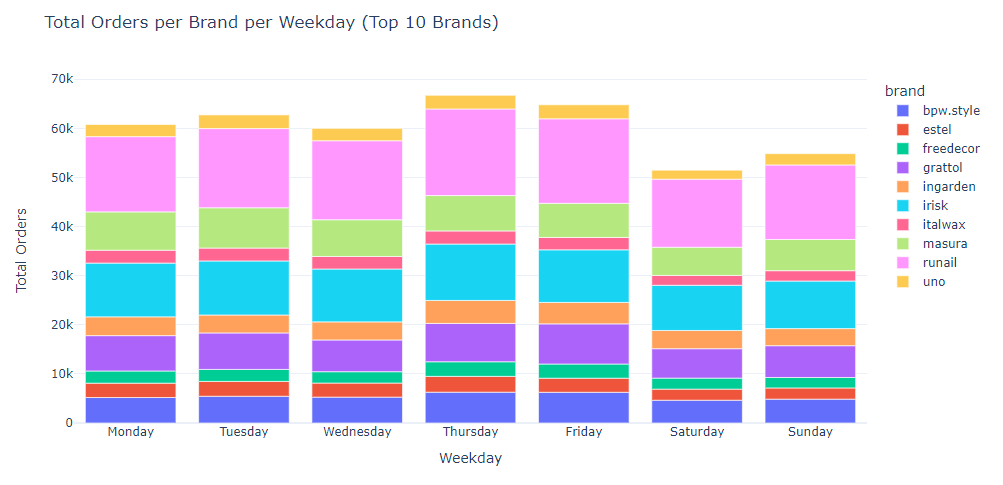 Total Orders per Brand per Weekday (Top 10 Brands)
Total Orders
70k
60k
50k
40k
30k
20k
10k
0
Monday Tuesday Wednesday Thursday Friday Saturday Sunday
Weekday
brand
bpw.style
estel
freedecor
grattol
ingarden
irisk
italwax
masura
runail
uno